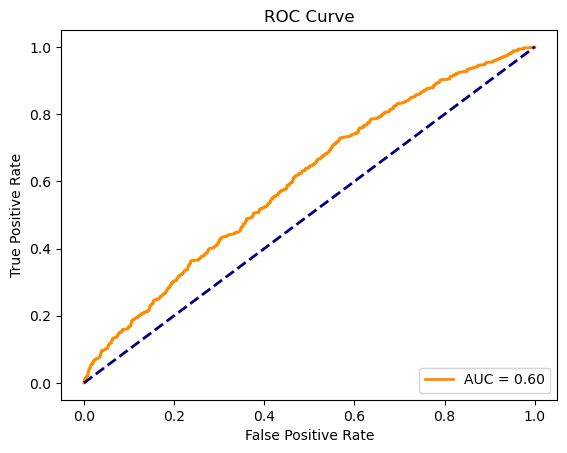 ROC Curve
True Positive Rate
1.0
0.8
0.6
0.4
0.2
0.0
AUC = 0.60
0.0 0.2 0.4 0.6 0.8 1.0
False Positive Rate